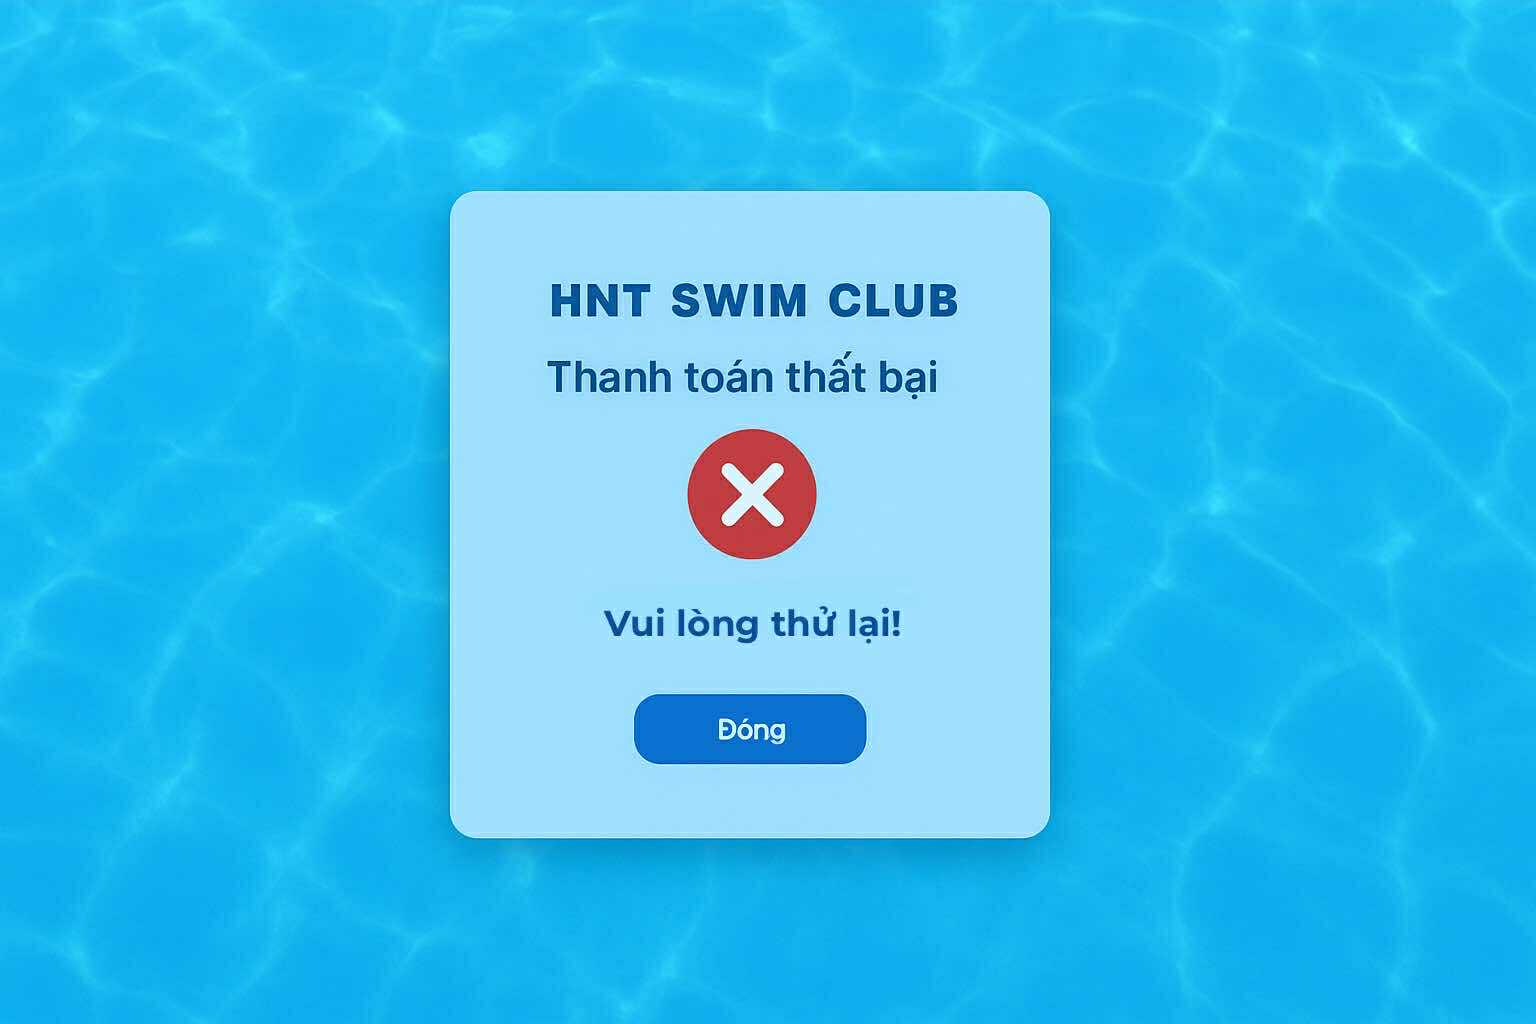 HNT SWIM CLUB
Thanh toán thất bại
Vui lòng thử lại!
Đóng